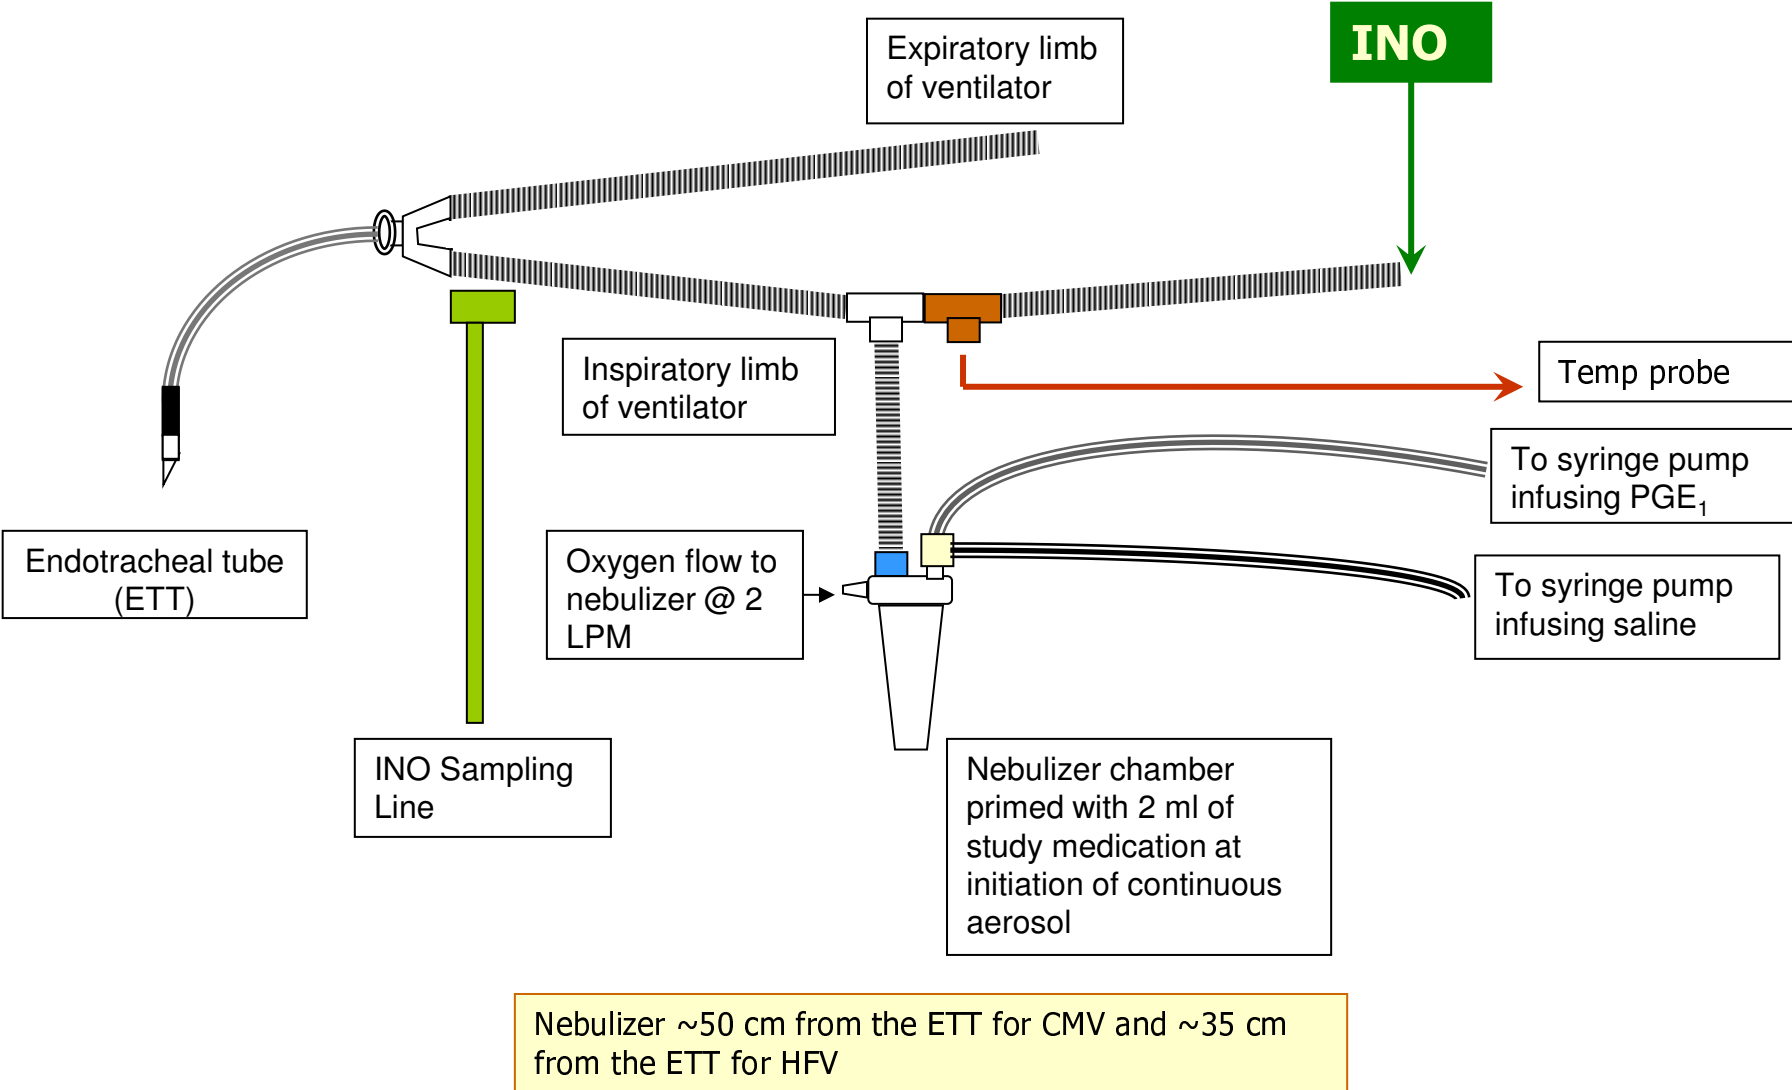 INO
Expiratory limb
of ventilator
Inspiratory limb
of ventilator
Temp probe
To syringe pump
infusing PGE₁
Endotracheal tube
(ETT)
Oxygen flow to
nebulizer @ 2
LPM
To syringe pump
infusing saline
INO Sampling
Line
Nebulizer chamber
primed with 2 ml of
study medication at
initiation of continuous
aerosol
Nebulizer ~50 cm from the ETT for CMV and ~35 cm
from the ETT for HFV